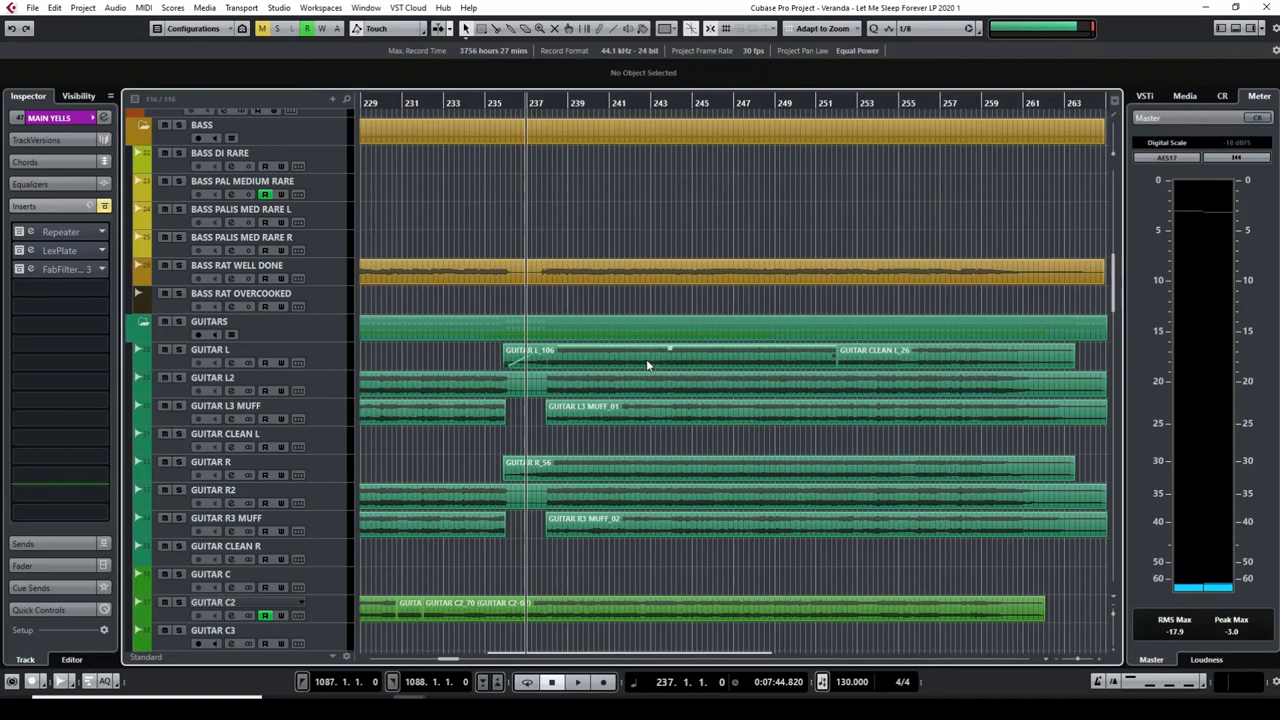 File Edit Project Audio MIDI Scores Media Transport Studio Workspaces Window VST Cloud Hub Help
Cubase Pro Project - Veranda - Let Me Sleep Forever LP 2020 1
Configurations M S L R W A Touch Adapt to Zoom Q 1/8
Max. Record Time 3756 hours 27 mins Record Format 44.1 kHz - 24 bit Project Frame Rate 30 fps Project Pan Law Equal Power
No Object Selected
Inspector Visibility 116 / 116 229 231 233 235 237 239 241 243 245 247 249 251 253 255 257 259 261 263 VSTi Media CR Meter
47 MAIN YELLS
TrackVersions
Chords
Equalizers
Inserts
Repeater
LexPlate
FabFilter... 3
Sends
Fader
Cue Sends
Quick Controls
Setup
Track Editor
BASS
BASS DI RARE
BASS PAL MEDIUM RARE
BASS PALIS MED RARE L
BASS PALIS MED RARE R
BASS RAT WELL DONE
BASS RAT OVERCOOKED
GUITARS
GUITAR L GUITAR L_106 GUITAR CLEAN L_26
GUITAR L2
GUITAR L3 MUFF GUITAR L3 MUFF_01
GUITAR CLEAN L
GUITAR R GUITAR R_56
GUITAR R2
GUITAR R3 MUFF GUITAR R3 MUFF_02
GUITAR CLEAN R
GUITAR C
GUITAR C2 GUITA GUITAR C2_70 (GUITAR C2-0
GUITAR C3
Standard
Master CR
Digital Scale -18 dBFS
AES17
0 0
5 5
10 10
15 15
20 20
25 25
30 30
35 35
40 40
50 50
60 60
RMS Max Peak Max
-17.9 -3.0
Master Loudness
AQ 1087. 1. 1. 0 1088. 1. 1. 0 237. 1. 1. 0 0:07:44.820 130.000 4/4